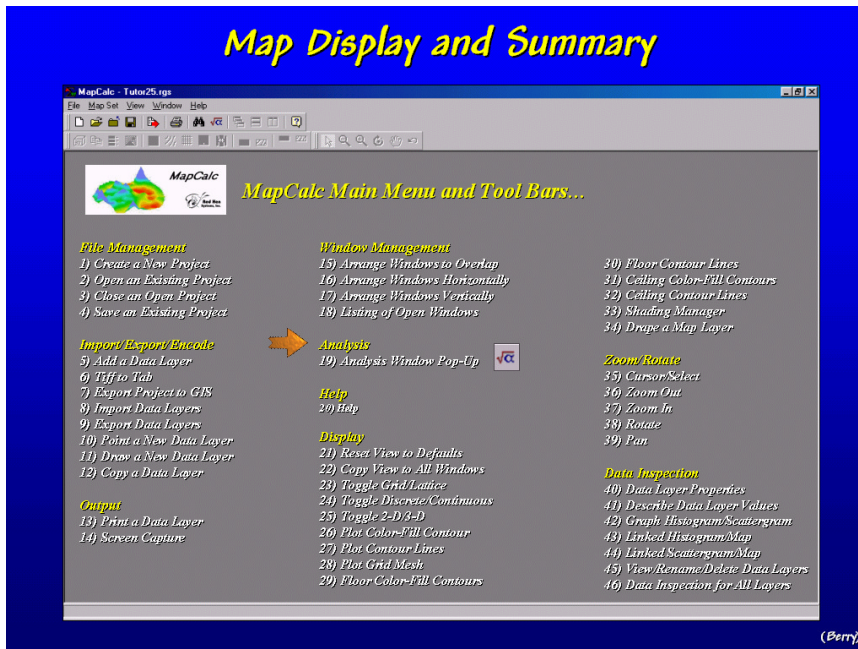 Map Display and Summary
MapCalc - Tutor25.rgs
File Map Set View Window Help
MapCalc
Red Hen
Systems, Inc.
MapCalc Main Menu and Tool Bars...
File Management
1) Create a New Project
2) Open an Existing Project
3) Close an Open Project
4) Save an Existing Project
Import/Export/Encode
5) Add a Data Layer
6) Tiff to Tab
7) Export Project to GIS
8) Import Data Layers
9) Export Data Layers
10) Point a New Data Layer
11) Draw a New Data Layer
12) Copy a Data Layer
Output
13) Print a Data Layer
14) Screen Capture
Window Management
15) Arrange Windows to Overlap
16) Arrange Windows Horizontally
17) Arrange Windows Vertically
18) Listing of Open Windows
Analysis
19) Analysis Window Pop-Up
√α
Help
20) Help
Display
21) Reset View to Defaults
22) Copy View to All Windows
23) Toggle Grid/Lattice
24) Toggle Discrete/Continuous
25) Toggle 2-D/3-D
26) Plot Color-Fill Contour
27) Plot Contour Lines
28) Plot Grid Mesh
29) Floor Color-Fill Contours
30) Floor Contour Lines
31) Ceiling Color-Fill Contours
32) Ceiling Contour Lines
33) Shading Manager
34) Drape a Map Layer
Zoom/Rotate
35) Cursor/Select
36) Zoom Out
37) Zoom In
38) Rotate
39) Pan
Data Inspection
40) Data Layer Properties
41) Describe Data Layer Values
42) Graph Histogram/Scattergram
43) Linked Histogram/Map
44) Linked Scattergram/Map
45) View/Rename/Delete Data Layers
46) Data Inspection for All Layers
(Berry)